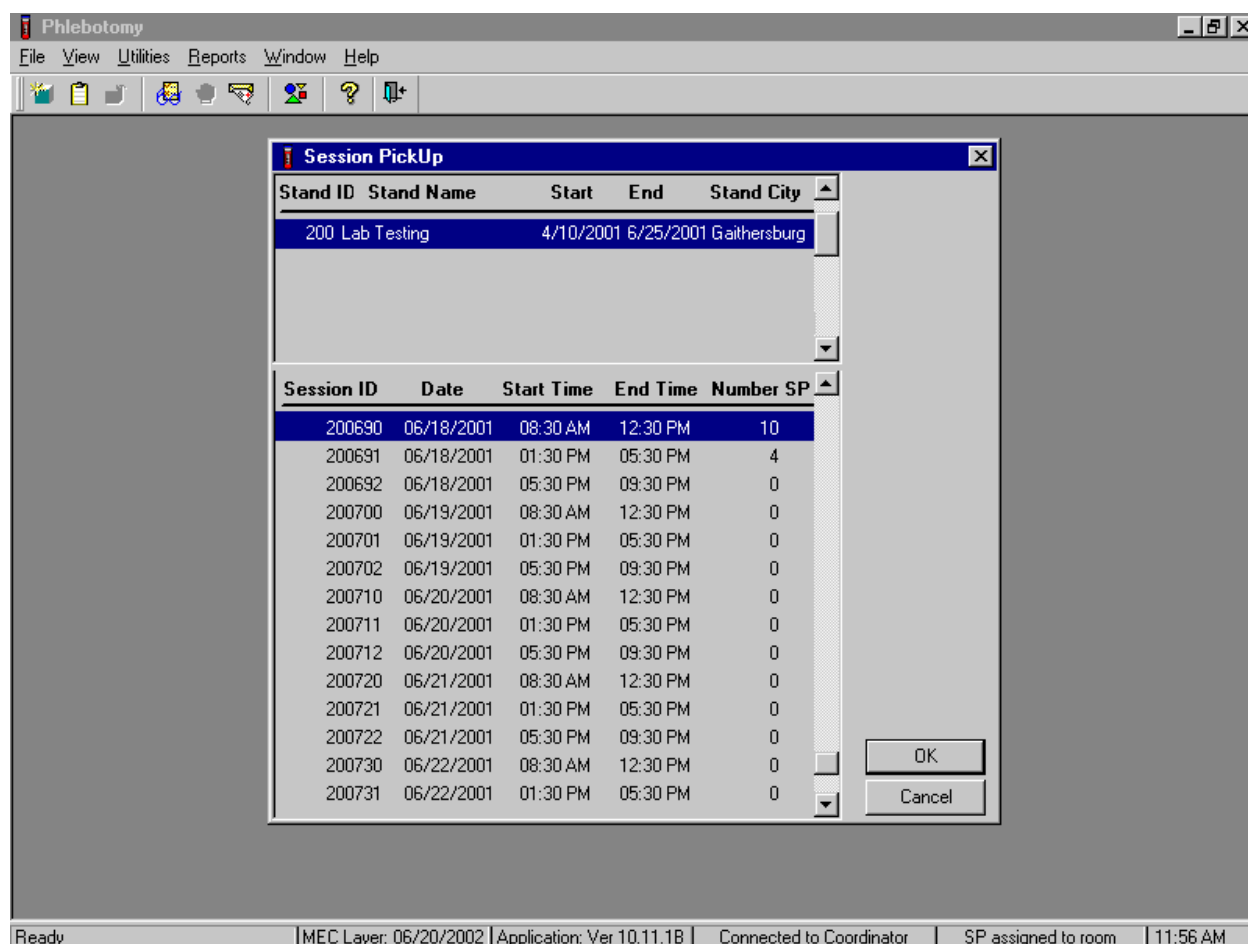 Phlebotomy
File View Utilities Reports Window Help
Session PickUp
Stand ID Stand Name Start End Stand City
200 Lab Testing 4/10/2001 6/25/2001 Gaithersburg
Session ID Date Start Time End Time Number SP
200690 06/18/2001 08:30 AM 12:30 PM 10
200691 06/18/2001 01:30 PM 05:30 PM 4
200692 06/18/2001 05:30 PM 09:30 PM 0
200700 06/19/2001 08:30 AM 12:30 PM 0
200701 06/19/2001 01:30 PM 05:30 PM 0
200702 06/19/2001 05:30 PM 09:30 PM 0
200710 06/20/2001 08:30 AM 12:30 PM 0
200711 06/20/2001 01:30 PM 05:30 PM 0
200712 06/20/2001 05:30 PM 09:30 PM 0
200720 06/21/2001 08:30 AM 12:30 PM 0
200721 06/21/2001 01:30 PM 05:30 PM 0
200722 06/21/2001 05:30 PM 09:30 PM 0
200730 06/22/2001 08:30 AM 12:30 PM 0
200731 06/22/2001 01:30 PM 05:30 PM 0
OK
Cancel
Ready MEC Layer: 06/20/2002 Application: Ver 10.11.1B Connected to Coordinator SP assigned to room 11:56 AM